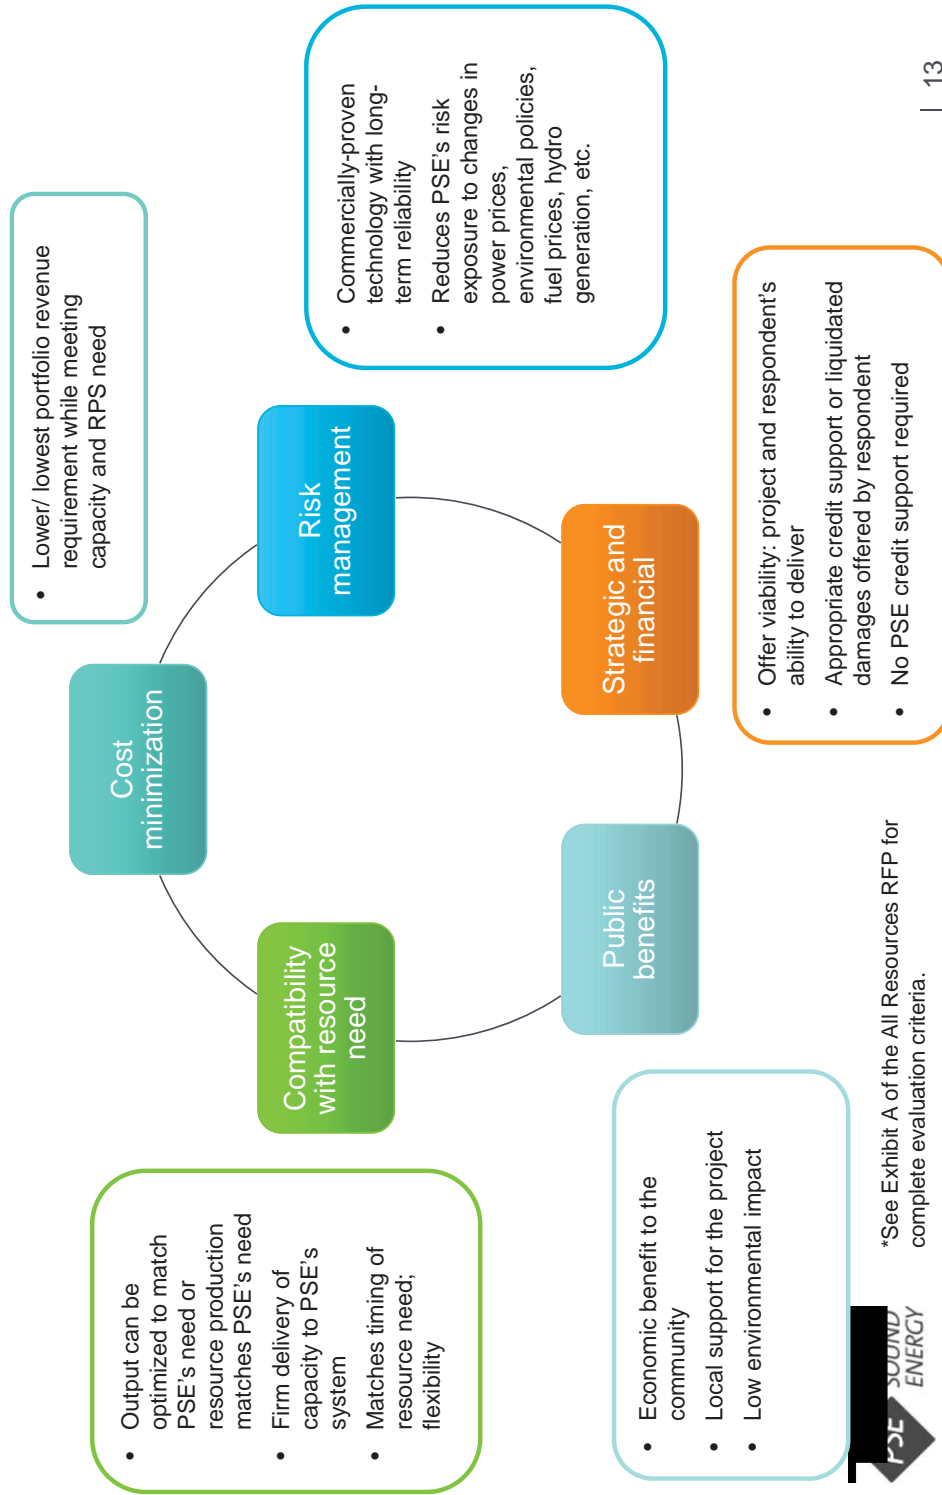 Cost
minimization
• Lower/ lowest portfolio revenue
requirement while meeting
capacity and RPS need
Risk
management
• Commercially-proven
technology with long-
term reliability
• Reduces PSE's risk
exposure to changes in
power prices,
environmental policies,
fuel prices, hydro
generation, etc.
Strategic and
financial
• Offer viability: project and respondent's
ability to deliver
• Appropriate credit support or liquidated
damages offered by respondent
• No PSE credit support required
Public
benefits
• Economic benefit to the
community
• Local support for the project
• Low environmental impact
Compatibility
with resource
need
• Output can be
optimized to match
PSE's need or
resource production
matches PSE's need
• Firm delivery of
capacity to PSE's
system
• Matches timing of
resource need;
flexibility
*See Exhibit A of the All Resources RFP for
complete evaluation criteria.
PSE
SOUND
ENERGY
| 13